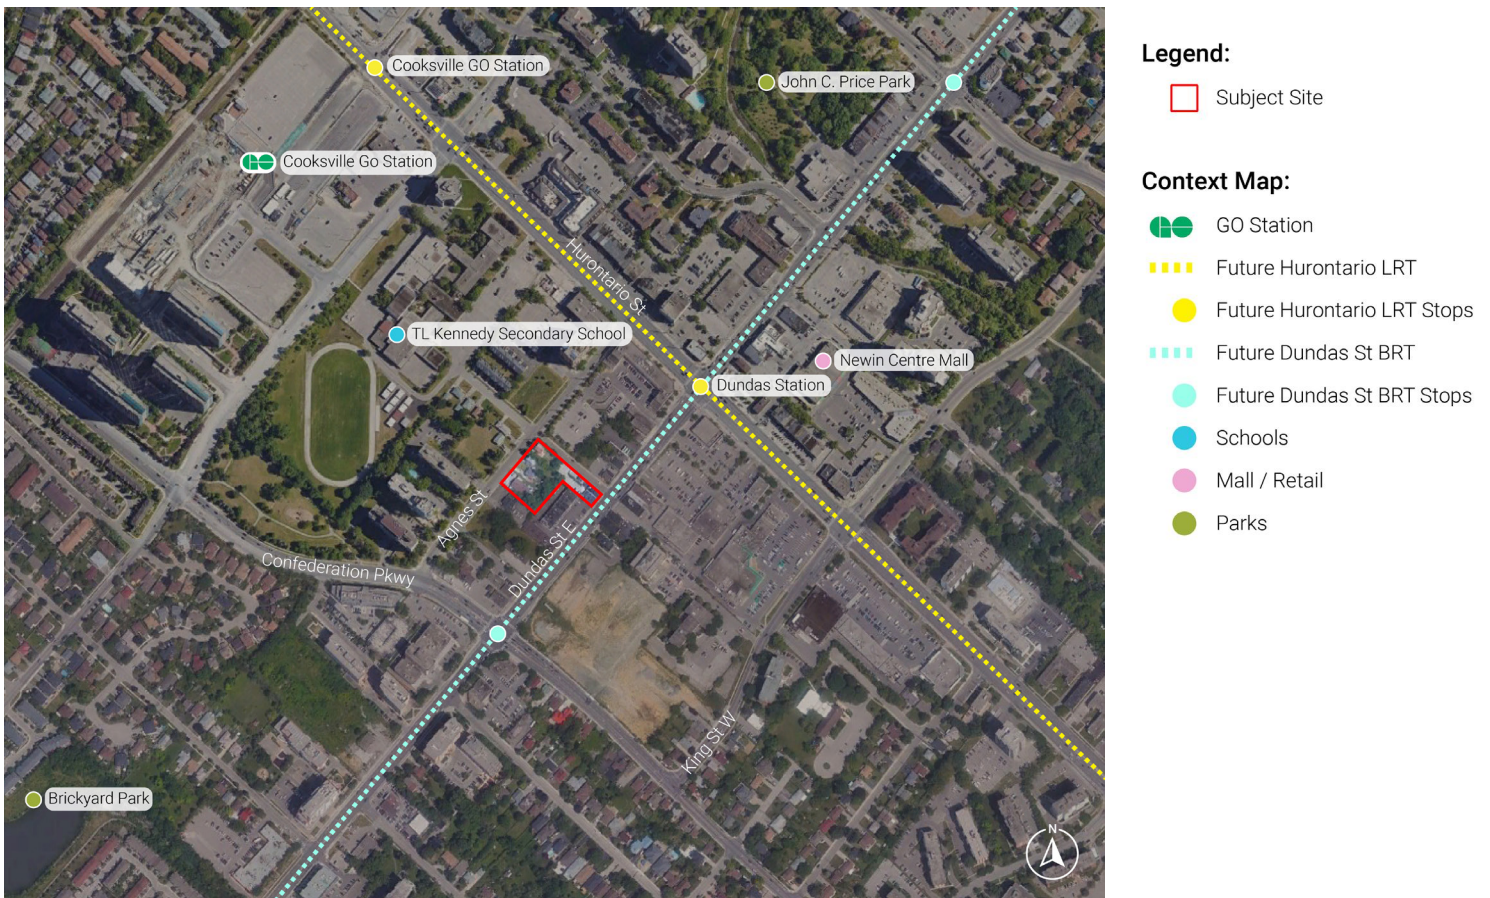 Cooksville GO Station
John C. Price Park
Cooksville Go Station
Hurontario St
TL Kennedy Secondary School
Newin Centre Mall
Dundas Station
Agnes St
Dundas St E
Confederation Pkwy
King St W
Brickyard Park
N
Legend:
Subject Site
Context Map:
GO Station
Future Hurontario LRT
Future Hurontario LRT Stops
Future Dundas St BRT
Future Dundas St BRT Stops
Schools
Mall / Retail
Parks